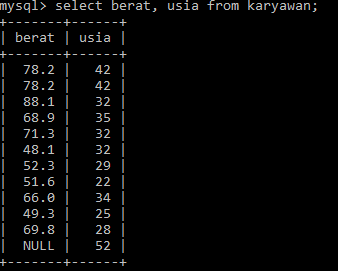 mysql> select berat, usia from karyawan;
+-------+------+
| berat | usia |
+-------+------+
|  78.2 |   42 |
|  78.2 |   42 |
|  88.1 |   32 |
|  68.9 |   35 |
|  71.3 |   32 |
|  48.1 |   32 |
|  52.3 |   29 |
|  51.6 |   22 |
|  66.0 |   34 |
|  49.3 |   25 |
|  69.8 |   28 |
|  NULL |   52 |
+-------+------+